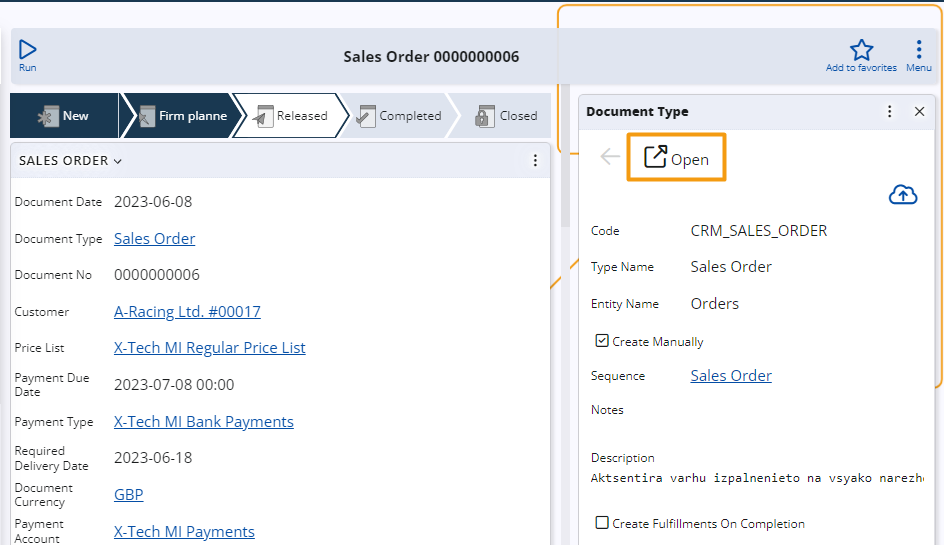 Run
Sales Order 0000000006
Add to favorites
Menu
New
Firm planne
Released
Completed
Closed
SALES ORDER
Document Date 2023-06-08
Document Type Sales Order
Document No 0000000006
Customer A-Racing Ltd. #00017
Price List X-Tech MI Regular Price List
Payment Due
Date
2023-07-08 00:00
Payment Type X-Tech MI Bank Payments
Required
Delivery Date
2023-06-18
Document
Currency
GBP
Payment
Account
X-Tech MI Payments
Document Type
Open
Code CRM_SALES_ORDER
Type Name Sales Order
Entity Name Orders
Create Manually
Sequence Sales Order
Notes
Description
Aktsentira varhu izpalnenieto na vsyako narezhd
Create Fulfillments On Completion